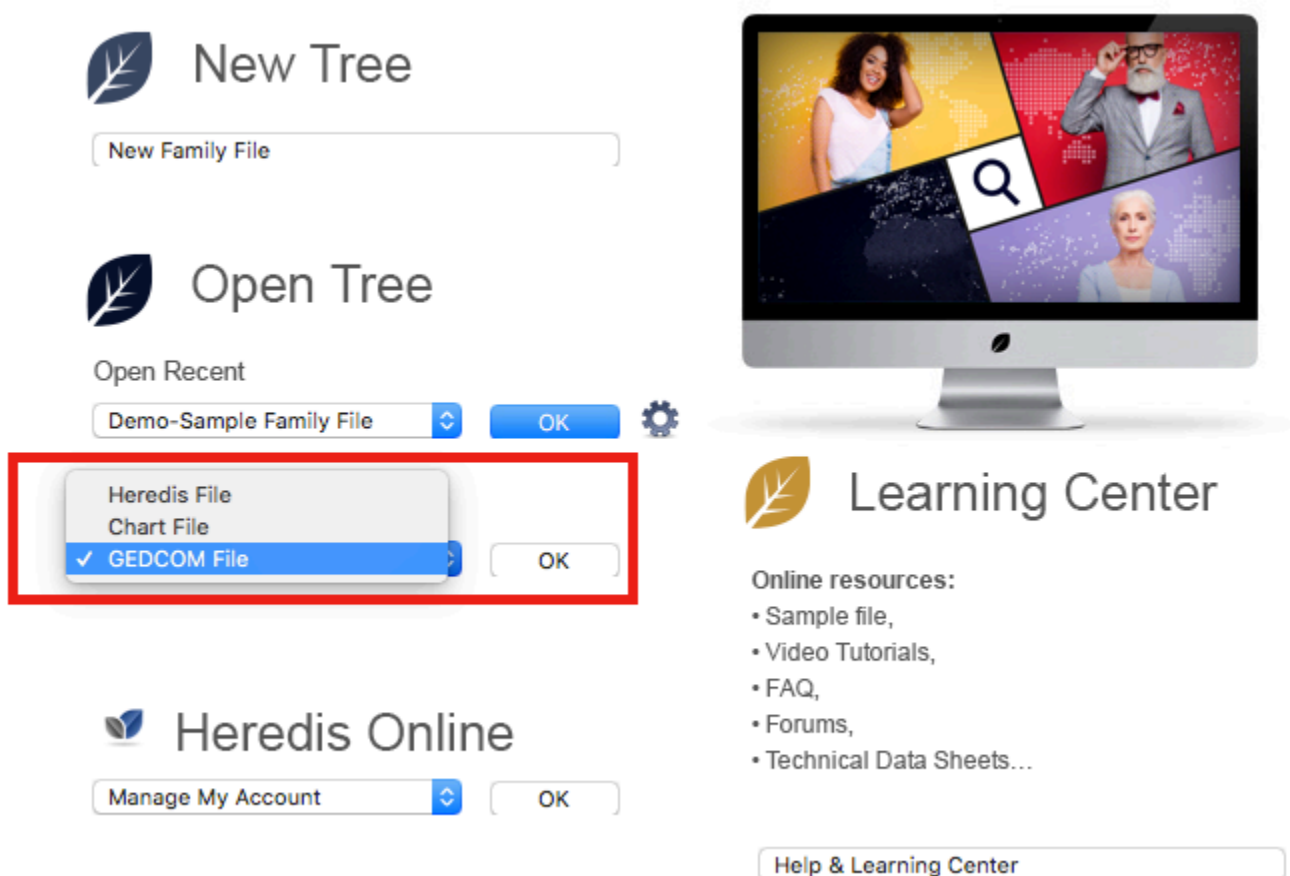 New Tree
New Family File
Open Tree
Open Recent
Demo-Sample Family File
OK
Heredis File
Chart File
✓ GEDCOM File
OK
Heredis Online
Manage My Account
OK
Learning Center
Online resources:
• Sample file,
• Video Tutorials,
• FAQ,
• Forums,
• Technical Data Sheets...
Help & Learning Center